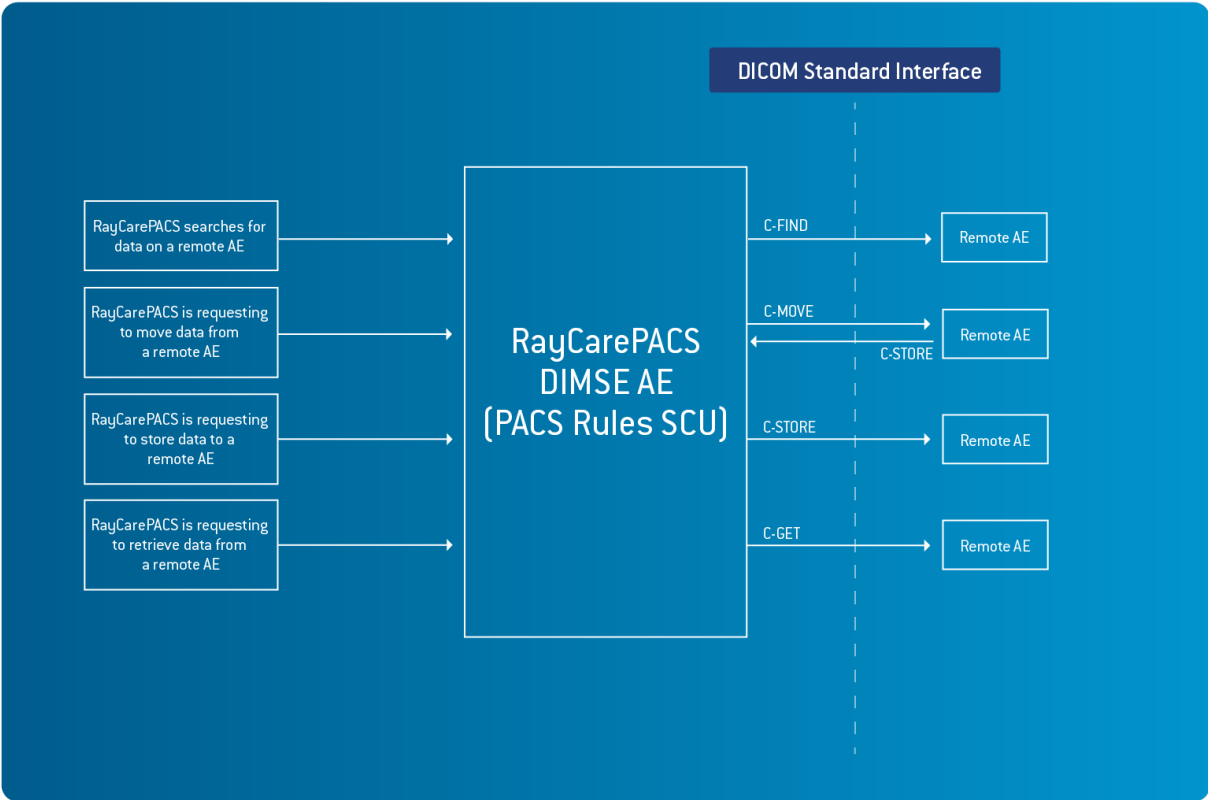 DICOM Standard Interface
RayCarePACS searches for
data on a remote AE
C-FIND
Remote AE
RayCarePACS is requesting
to move data from
a remote AE
C-MOVE
C-STORE
Remote AE
RayCarePACS
DIMSE AE
(PACS Rules SCU)
RayCarePACS is requesting
to store data to a
remote AE
C-STORE
Remote AE
RayCarePACS is requesting
to retrieve data from
a remote AE
C-GET
Remote AE